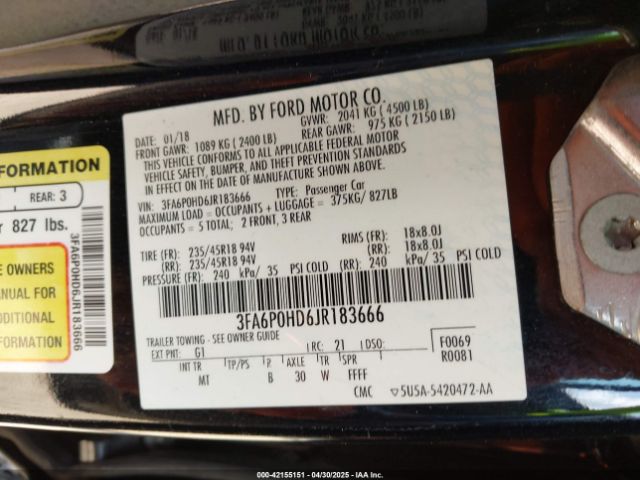 MFD. BY FORD MOTOR CO.
DATE: 01/18
GVWR: 2041 KG ( 4500 LB)
FRONT GAWR: 1089 KG ( 2400 LB)
REAR GAWR: 975 KG ( 2150 LB)
THIS VEHICLE CONFORMS TO ALL APPLICABLE FEDERAL MOTOR
VEHICLE SAFETY, BUMPER, AND THEFT PREVENTION STANDARDS
IN EFFECT ON THE DATE OF MANUFACTURE SHOWN ABOVE.
VIN: 3FA6P0HD6JR183666 TYPE: Passenger Car
MAXIMUM LOAD = OCCUPANTS + LUGGAGE = 375KG/ 827LB
OCCUPANTS = 5 TOTAL; 2 FRONT, 3 REAR
TIRE (FR): 235/45R18 94V RIMS (FR): 18x8.0J
(RR): 235/45R18 94V (RR): 18x8.0J
PRESSURE (FR): 240 kPa/ 35 PSI COLD (RR): 240 kPa/ 35 PSI COLD
3FA6P0HD6JR183666
TRAILER TOWING - SEE OWNER GUIDE
EXT PNT: G1 RC: 21 DSO: F0069
R0081
INT TR TP/PS R AXLE TR SPR
MT B 30 W FFFF
CMC 5U5A-5420472-AA
FORMATION
REAR: 3
827 lbs.
E OWNERS
ANUAL FOR
DDITIONAL
FORMATION
3FA6P0HD6JR183666
000-42155151 - 04/30/2025 - IAA Inc.